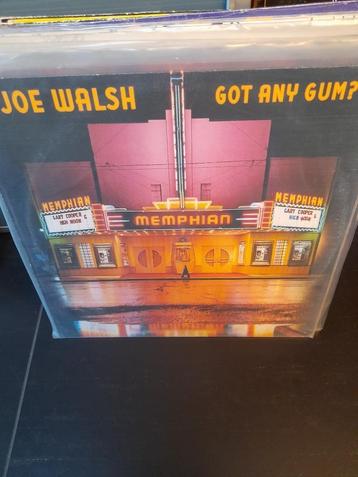 JOE WALSH
GOT ANY GUM?
MEMPHIAN
GARY COOPER
HIGH NOON
MEMPHIAN
MEMPHIAN
GARY COOPER
HIGH NOON